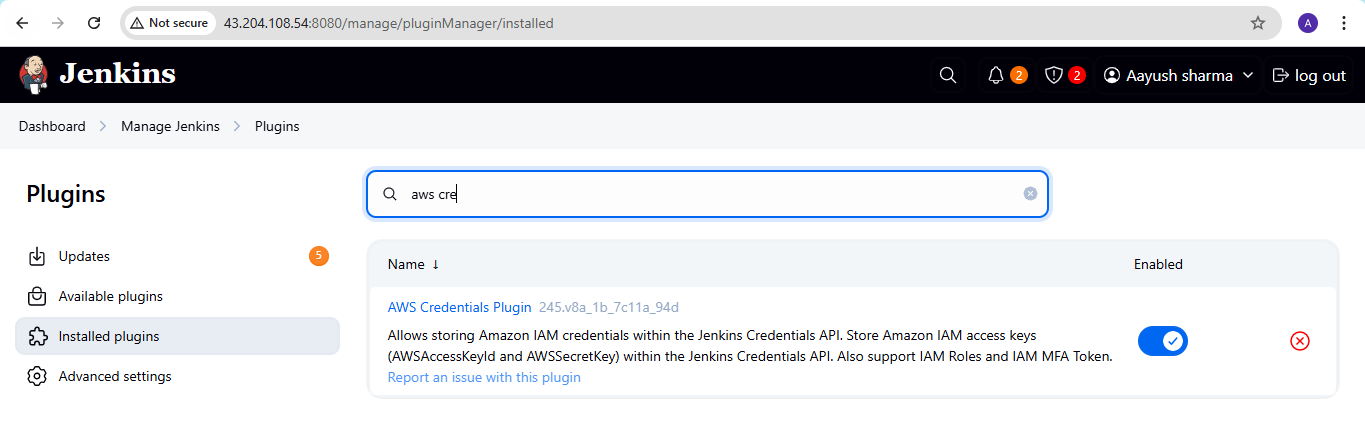 Not secure 43.204.108.54:8080/manage/pluginManager/installed A
Jenkins 2 2 Aayush sharma log out
Dashboard Manage Jenkins Plugins
Plugins
aws cre
Updates 5
Available plugins
Installed plugins
Advanced settings
Name ↓ Enabled
AWS Credentials Plugin 245.v8a_1b_7c11a_94d
Allows storing Amazon IAM credentials within the Jenkins Credentials API. Store Amazon IAM access keys
(AWSAccessKeyId and AWSSecretKey) within the Jenkins Credentials API. Also support IAM Roles and IAM MFA Token.
Report an issue with this plugin